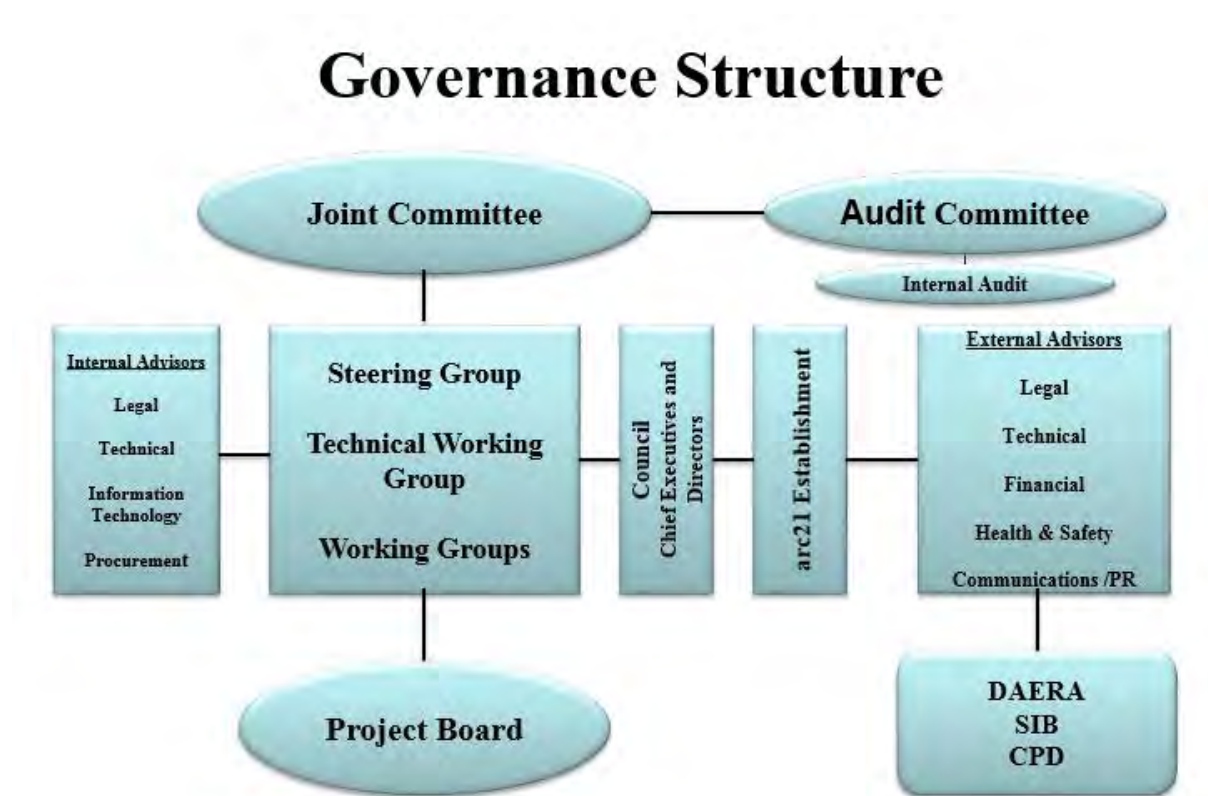 Governance Structure
Joint Committee
Audit Committee
Internal Audit
Internal Advisors
Legal
Technical
Information
Technology
Procurement
Steering Group
Technical Working
Group
Working Groups
Council
Chief Executives and
Directors
arc21 Establishment
External Advisors
Legal
Technical
Financial
Health & Safety
Communications /PR
Project Board
DAERA
SIB
CPD